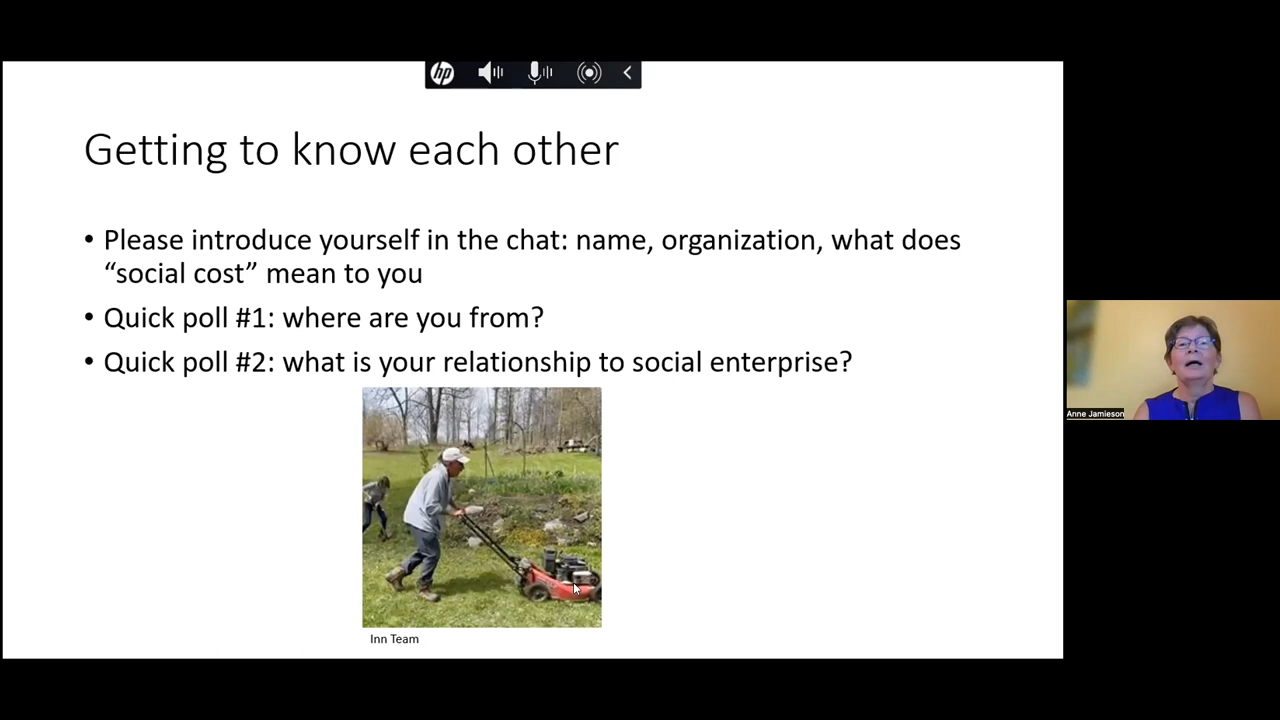 hp
Getting to know each other
• Please introduce yourself in the chat: name, organization, what does
“social cost” mean to you
• Quick poll #1: where are you from?
• Quick poll #2: what is your relationship to social enterprise?
Anne Jamieson
Inn Team